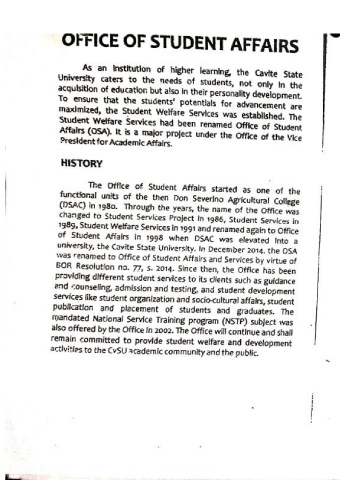 OFFICE OF STUDENT AFFAIRS
As an institution of higher learning, the Cavite State
University caters to the needs of students, not only in the
acquisition of education but also in their personality development.
To ensure that the students' potentials for advancement are
maximized, the Student Welfare Services was established. The
Student Welfare Services had been renamed Office of Student
Affairs (OSA). It is a major project under the Office of the Vice
President for Academic Affairs.
HISTORY
The Office of Student Affairs started as one of the
functional units of the then Don Severino Agricultural College
(DSAC) in 1980. Through the years, the name of the Office was
changed to Student Services Project in 1986, Student Services in
1989, Student Welfare Services in 1991 and renamed again to Office
of Student Affairs in 1998 when DSAC was elevated into a
university, the Cavite State University. In December 2014, the OSA
was renamed to Office of Student Affairs and Services by virtue of
BOR Resolution no. 77, s. 2014. Since then, the Office has been
providing different student services to its clients such as guidance
and counseling, admission and testing, and student development
services like student organization and socio-cultural affairs, student
publication and placement of students and graduates. The
mandated National Service Training program (NSTP) subject was
also offered by the Office in 2002. The Office will continue and shall
remain committed to provide student welfare and development
activities to the CvSU academic community and the public.